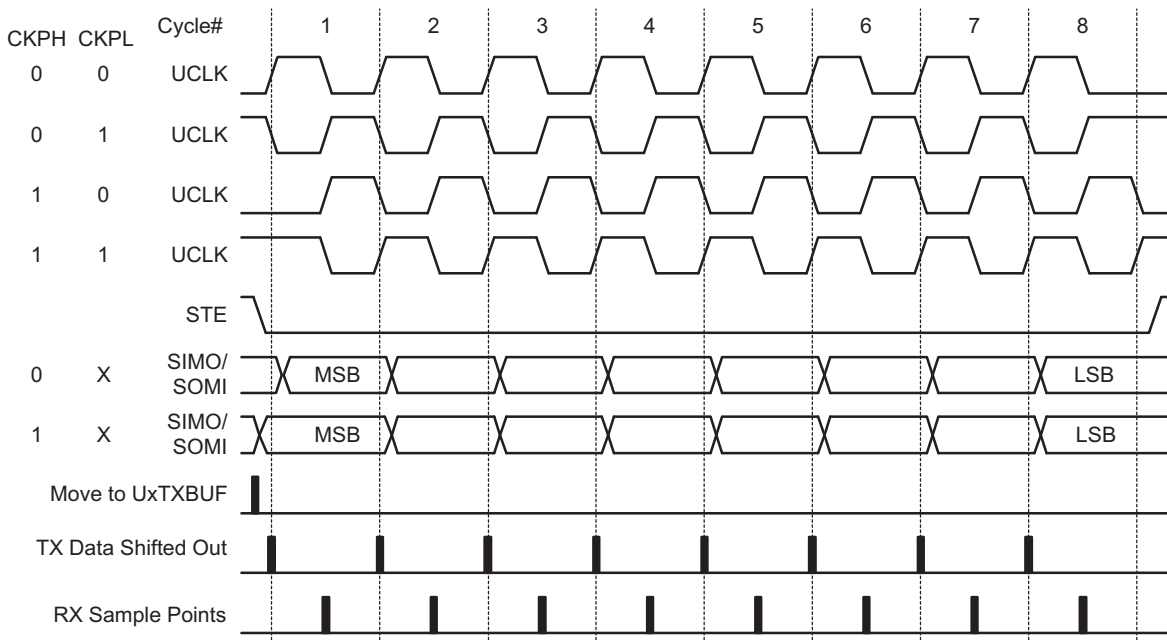 Cycle# 1 2 3 4 5 6 7 8
CKPH CKPL
0 0 UCLK
0 1 UCLK
1 0 UCLK
1 1 UCLK
STE
0 X SIMO/
SOMI MSB LSB
1 X SIMO/
SOMI MSB LSB
Move to UxTXBUF
TX Data Shifted Out
RX Sample Points